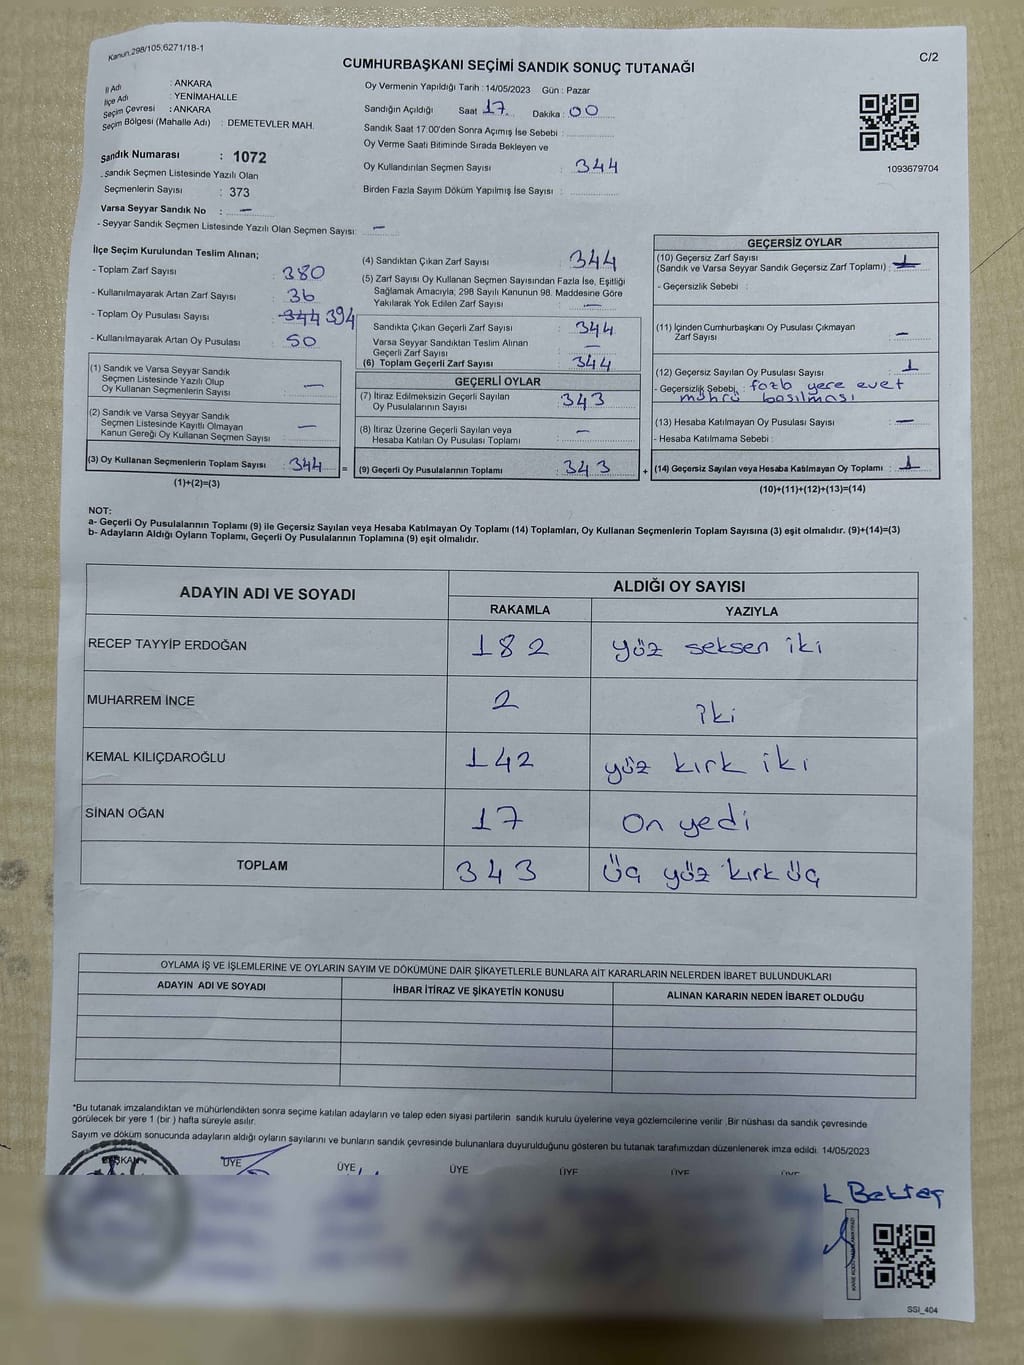 Kanun.298/105;6271/18-1
C/2
CUMHURBAŞKANI SEÇİMİ SANDIK SONUÇ TUTANAĞI
İl Adı : ANKARA
İlçe Adı : YENİMAHALLE
Seçim Çevresi : ANKARA
Seçim Bölgesi (Mahalle Adı) : DEMETEVLER MAH.
Sandık Numarası : 1072
Sandık Seçmen Listesinde Yazılı Olan
Seçmenlerin Sayısı : 373
Varsa Seyyar Sandık No : –
- Seyyar Sandık Seçmen Listesinde Yazılı Olan Seçmen Sayısı: –
Oy Vermenin Yapıldığı Tarih : 14/05/2023 Gün : Pazar
Sandığın Açıldığı Saat 17 Dakika : 00
Sandık Saat 17:00'den Sonra Açımış İse Sebebi :
Oy Verme Saati Bitiminde Sırada Bekleyen ve
Oy Kullandırılan Seçmen Sayısı : 344
Birden Fazla Sayım Döküm Yapılmış İse Sayısı :
1093679704
İlçe Seçim Kurulundan Teslim Alınan;
- Toplam Zarf Sayısı : 380
- Kullanılmayarak Artan Zarf Sayısı : 36
- Toplam Oy Pusulası Sayısı : 344 394
- Kullanılmayarak Artan Oy Pusulası : 50
(1) Sandık ve Varsa Seyyar Sandık
Seçmen Listesinde Yazılı Olup
Oy Kullanan Seçmenlerin Sayısı : –
(2) Sandık ve Varsa Seyyar Sandık
Seçmen Listesinde Kayıtlı Olmayan
Kanun Gereği Oy Kullanan Seçmen Sayısı : –
(3) Oy Kullanan Seçmenlerin Toplam Sayısı : 344 =
(1)+(2)=(3)
(4) Sandıktan Çıkan Zarf Sayısı : 344
(5) Zarf Sayısı Oy Kullanan Seçmen Sayısından Fazla İse, Eşitliği
Sağlamak Amacıyla, 298 Sayılı Kanunun 98. Maddesine Göre
Yakılarak Yok Edilen Zarf Sayısı : –
Sandıkta Çıkan Geçerli Zarf Sayısı : 344
Varsa Seyyar Sandıktan Teslim Alınan
Geçerli Zarf Sayısı : –
(6) Toplam Geçerli Zarf Sayısı : 344
GEÇERLİ OYLAR
(7) İtiraz Edilmeksizin Geçerli Sayılan
Oy Pusulalarının Sayısı : 343
(8) İtiraz Üzerine Geçerli Sayılan veya
Hesaba Katılan Oy Pusulası Toplamı : –
(9) Geçerli Oy Pusulalarının Toplamı : 343 +
GEÇERSİZ OYLAR
(10) Geçersiz Zarf Sayısı
(Sandık ve Varsa Seyyar Sandık Geçersiz Zarf Toplamı) : 1
- Geçersizlik Sebebi :
(11) İçinden Cumhurbaşkanı Oy Pusulası Çıkmayan
Zarf Sayısı : –
(12) Geçersiz Sayılan Oy Pusulası Sayısı : 1
- Geçersizlik Sebebi : fazla yere evet
mührü basılması
(13) Hesaba Katılmayan Oy Pusulası Sayısı : –
- Hesaba Katılmama Sebebi :
(14) Geçersiz Sayılan veya Hesaba Katılmayan Oy Toplamı : 1
(10)+(11)+(12)+(13)=(14)
NOT:
a- Geçerli Oy Pusulalarının Toplamı (9) ile Geçersiz Sayılan veya Hesaba Katılmayan Oy Toplamı (14) Toplamları, Oy Kullanan Seçmenlerin Toplam Sayısına (3) eşit olmalıdır. (9)+(14)=(3)
b- Adayların Aldığı Oyların Toplamı, Geçerli Oy Pusulalarının Toplamına (9) eşit olmalıdır.
ADAYIN ADI VE SOYADI ALDIĞI OY SAYISI
RAKAMLA YAZIYLA
RECEP TAYYİP ERDOĞAN 182 yüz seksen iki
MUHARREM İNCE 2 iki
KEMAL KILIÇDAROĞLU 142 yüz kırk iki
SİNAN OĞAN 17 On yedi
TOPLAM 343 Üç yüz kırk üç
OYLAMA İŞ VE İŞLEMLERİNE VE OYLARIN SAYIM VE DÖKÜMÜNE DAİR ŞİKAYETLERLE BUNLARA AİT KARARLARIN NELERDEN İBARET BULUNDUKLARI
ADAYIN ADI VE SOYADI İHBAR İTİRAZ VE ŞİKAYETİN KONUSU ALINAN KARARIN NEDEN İBARET OLDUĞU
*Bu tutanak imzalandıktan ve mühürlendikten sonra seçime katılan adayların ve talep eden siyasi partilerin sandık kurulu üyelerine veya gözlemcilerine verilir. Bir nüshası da sandık çevresinde
görülecek bir yere 1 (bir) hafta süreyle asılır.
Sayım ve döküm sonucunda adayların aldığı oyların sayılarını ve bunların sandık çevresinde bulunanlara duyurulduğunu gösteren bu tutanak tarafımızdan düzenlenerek imza edildi. 14/05/2023
BAŞKAN ÜYE ÜYE ÜYE ÜYE ÜYE ÜYE
k Bektaş
SSI_404